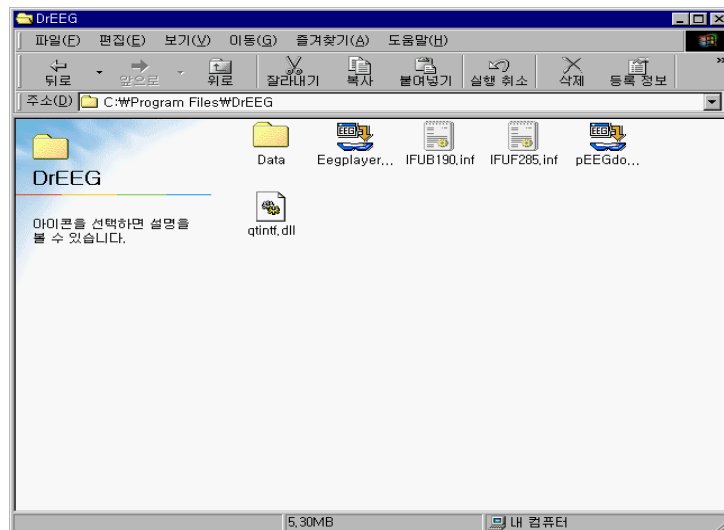 DrEEG
파일(F) 편집(E) 보기(V) 이동(G) 즐겨찾기(A) 도움말(H)
뒤로 앞으로 위로 잘라내기 복사 붙여넣기 실행 취소 삭제 등록 정보 »
주소(D) C:₩Program Files₩DrEEG
DrEEG
아이콘을 선택하면 설명을
볼 수 있습니다.
Data Eegplayer... IFUB190.inf IFUF285.inf pEEGdo...
qtintf.dll
5.30MB 내 컴퓨터